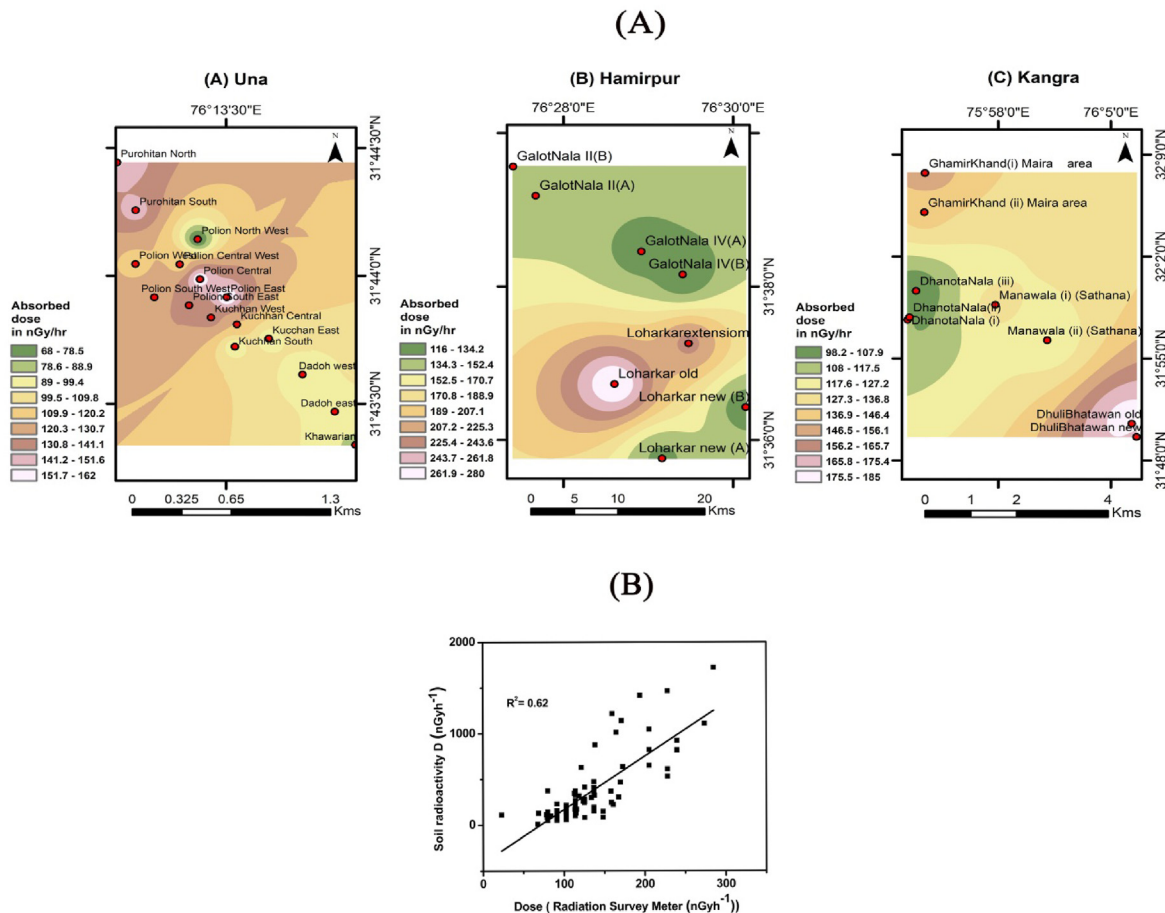 (A)
(A) Una
76°13'30"E
N
Purohitan North
Purohitan South
Polion North West
Polion West
Polion Central West
Polion Central
Polion South West
Polion East
Polion South East
Kuchhan West
Kuchhan Central
Kucchan East
Kuchhan South
Dadoh west
Dadoh east
Khawarian
31°44'30"N
31°44'0"N
31°43'30"N
Absorbed
dose
in nGy/hr
68 - 78.5
78.6 - 88.9
89 - 99.4
99.5 - 109.8
109.9 - 120.2
120.3 - 130.7
130.8 - 141.1
141.2 - 151.6
151.7 - 162
0 0.325 0.65 1.3
Kms
(B) Hamirpur
76°28'0"E 76°30'0"E
N
GalotNala II(B)
GalotNala II(A)
GalotNala IV(A)
GalotNala IV(B)
Loharkarextensiom
Loharkar old
Loharkar new (B)
Loharkar new (A)
31°38'0"N
31°36'0"N
Absorbed
dose
in nGy/hr
116 - 134.2
134.3 - 152.4
152.5 - 170.7
170.8 - 188.9
189 - 207.1
207.2 - 225.3
225.4 - 243.6
243.7 - 261.8
261.9 - 280
0 5 10 20
Kms
(C) Kangra
75°58'0"E 76°5'0"E
N
GhamirKhand(i) Maira area
GhamirKhand (ii) Maira area
DhanotaNala (iii)
Manawala (i) (Sathana)
DhanotaNala(ii)
DhanotaNala (i)
Manawala (ii) (Sathana)
DhuliBhatawan old
DhuliBhatawan new
32°9'0"N
32°2'0"N
31°55'0"N
31°48'0"N
Absorbed
dose
in nGy/hr
98.2 - 107.9
108 - 117.5
117.6 - 127.2
127.3 - 136.8
136.9 - 146.4
146.5 - 156.1
156.2 - 165.7
165.8 - 175.4
175.5 - 185
0 1 2 4
Kms
(B)
2000
1000
0
R²= 0.62
Soil radioactivity D (nGyh⁻¹)
0 100 200 300
Dose ( Radiation Survey Meter (nGyh⁻¹))